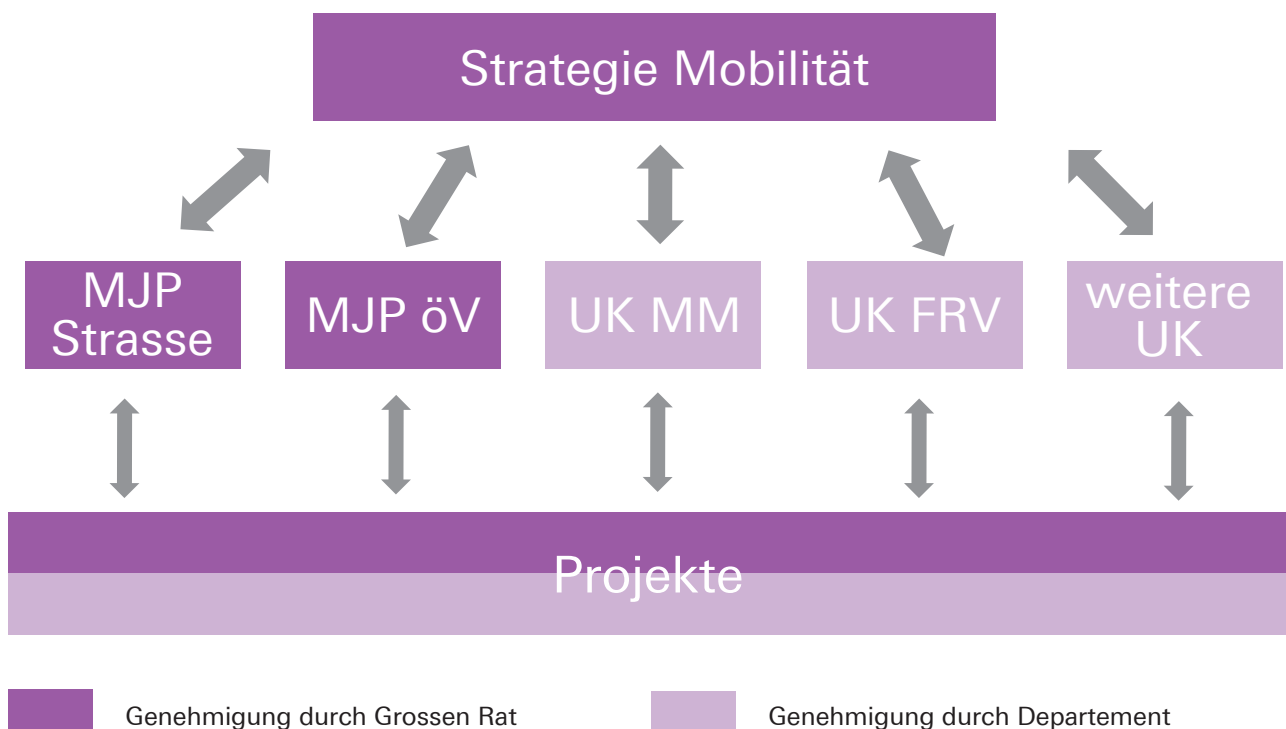 Strategie Mobilität
MJP
Strasse
MJP öV
UK MM
UK FRV
weitere
UK
Projekte
Genehmigung durch Grossen Rat
Genehmigung durch Departement